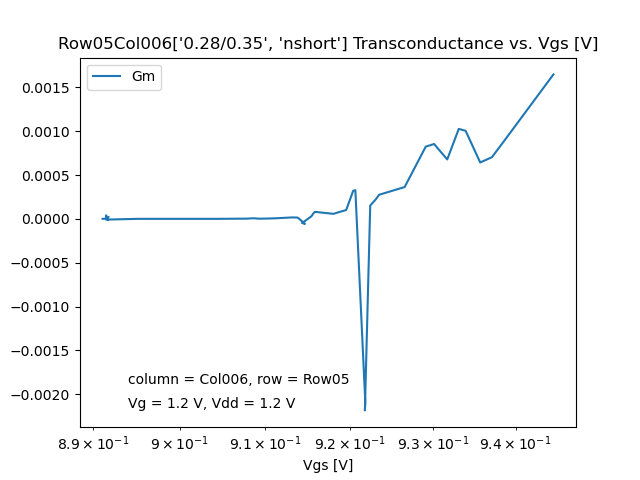 Row05Col006['0.28/0.35', 'nshort'] Transconductance vs. Vgs [V]
Gm
0.0015
0.0010
0.0005
0.0000
−0.0005
−0.0010
−0.0015
−0.0020
column = Col006, row = Row05
Vg = 1.2 V, Vdd = 1.2 V
8.9 × 10⁻¹ 9 × 10⁻¹ 9.1 × 10⁻¹ 9.2 × 10⁻¹ 9.3 × 10⁻¹ 9.4 × 10⁻¹
Vgs [V]